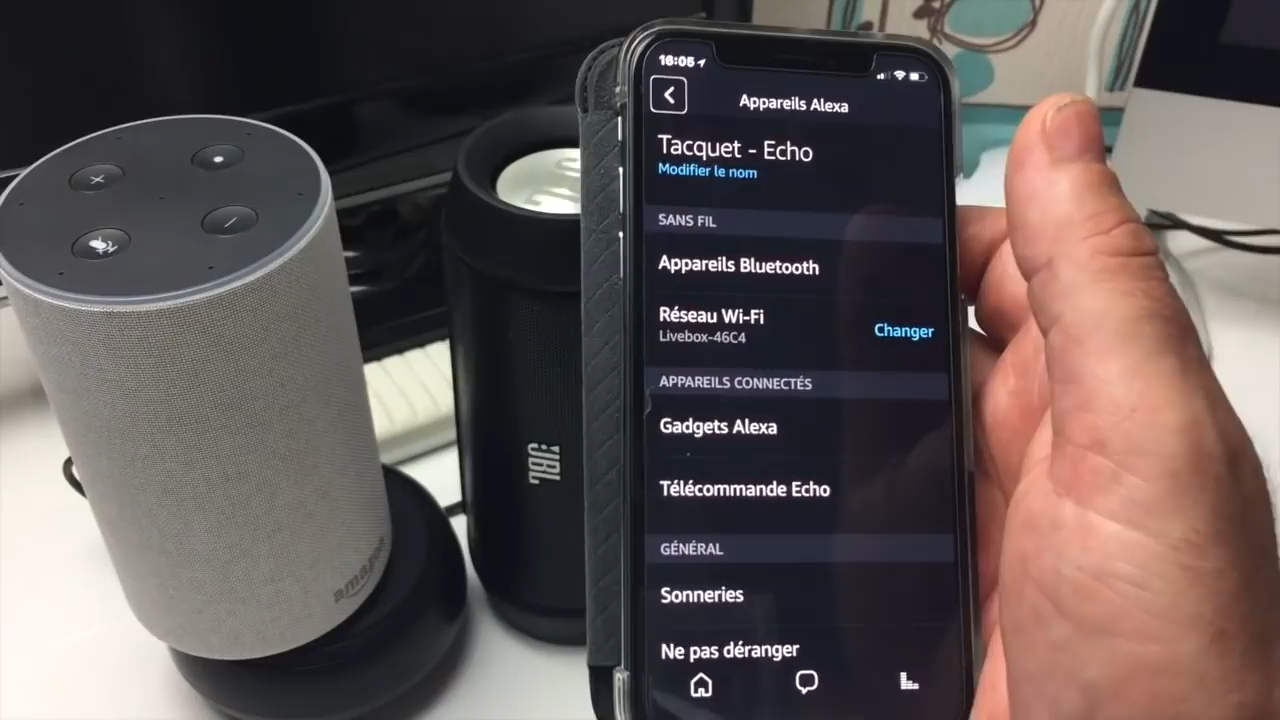 16:05
Appareils Alexa
Tacquet - Echo
Modifier le nom
SANS FIL
Appareils Bluetooth
Réseau Wi-Fi
Livebox-46C4
Changer
APPAREILS CONNECTÉS
Gadgets Alexa
Télécommande Echo
GÉNÉRAL
Sonneries
Ne pas déranger
amazon
JBL